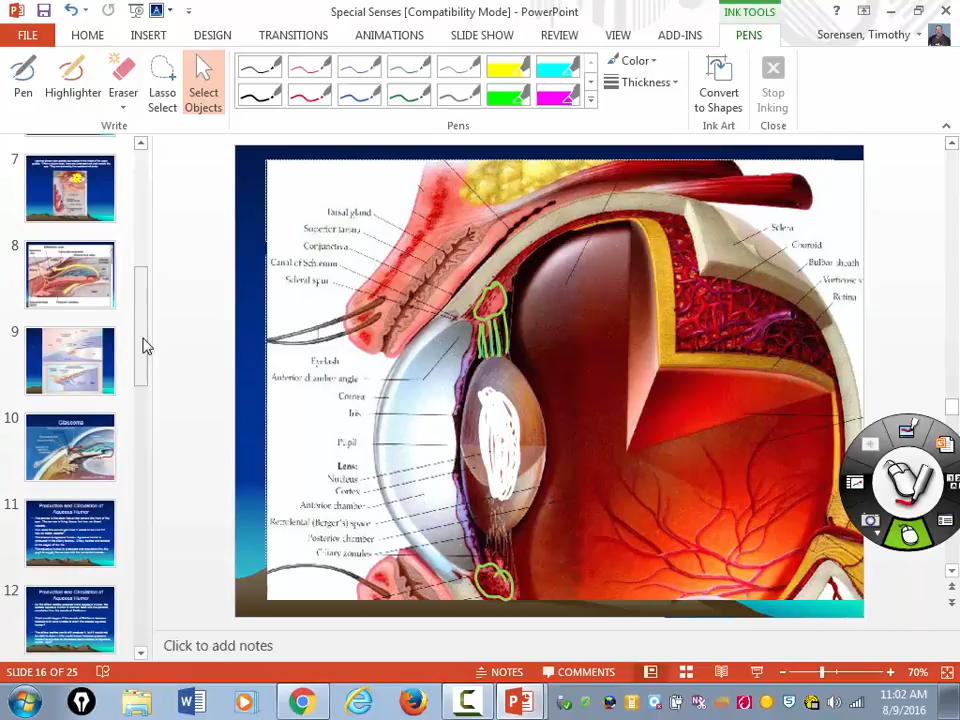 Special Senses [Compatibility Mode] - PowerPoint
INK TOOLS
FILE
HOME
INSERT
DESIGN
TRANSITIONS
ANIMATIONS
SLIDE SHOW
REVIEW
VIEW
ADD-INS
PENS
Sorensen, Timothy
Pen
Highlighter
Eraser
Lasso
Select
Select
Objects
Color
Thickness
Convert
to Shapes
Stop
Inking
Write
Pens
Ink Art
Close
7
8
9
10
Glaucoma
11
Production and Circulation of
Aqueous Humor
12
Production and Circulation of
Aqueous Humor
Superior tarsus
Conjunctiva
Canal of Schlemm
Scleral spur
Eyelash
Anterior chamber angle
Cornea
Iris
Pupil
Lens:
Nucleus
Cortex
Anterior chamber
Retrolental (Berger's) space
Posterior chamber
Ciliary zonules
Sclera
Choroid
Bulbar sheath
Vorticose v
Retina
Click to add notes
SLIDE 16 OF 25
NOTES
COMMENTS
70%
11:02 AM
8/9/2016